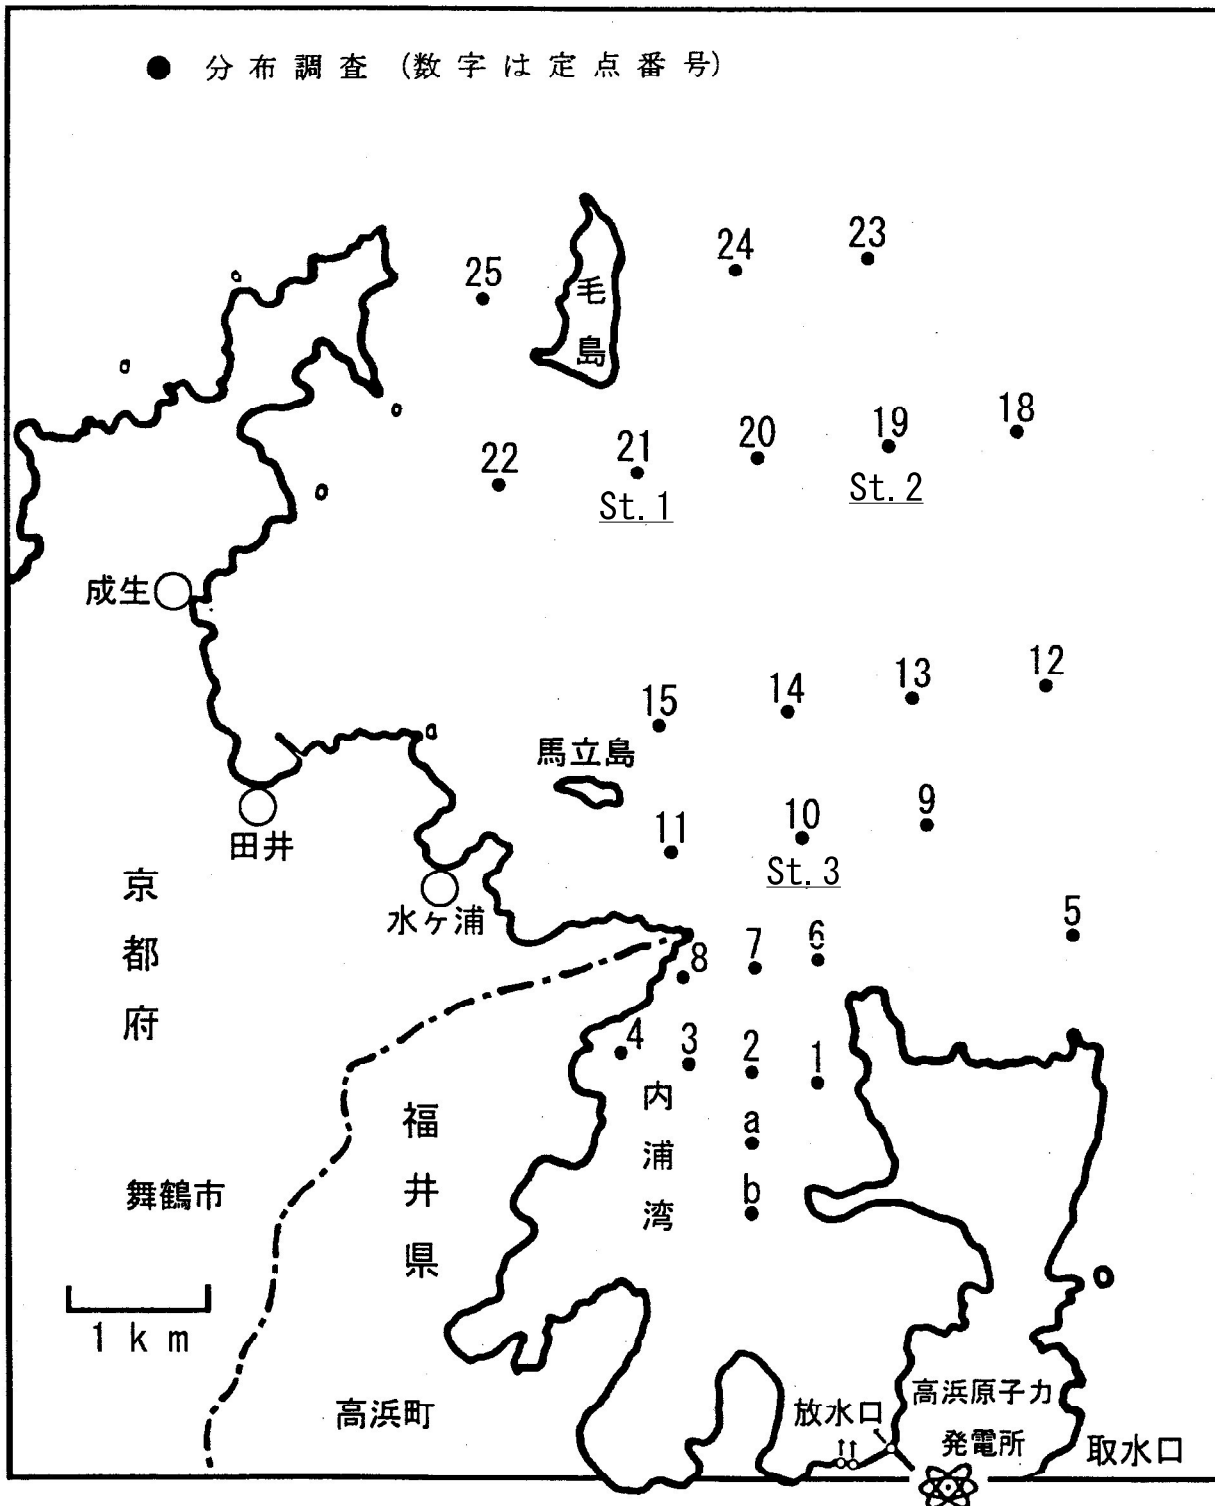 ● 分布調査 (数字は定点番号)
23
24
25
毛島
18
19
20
21
22
St. 2
St. 1
成生
12
13
14
15
馬立島
9
10
11
田井
St. 3
京都府
水ヶ浦
5
6
7
8
4
3
2
1
内浦湾
福井県
a
b
舞鶴市
1km
高浜町
放水口
高浜原子力
発電所
取水口